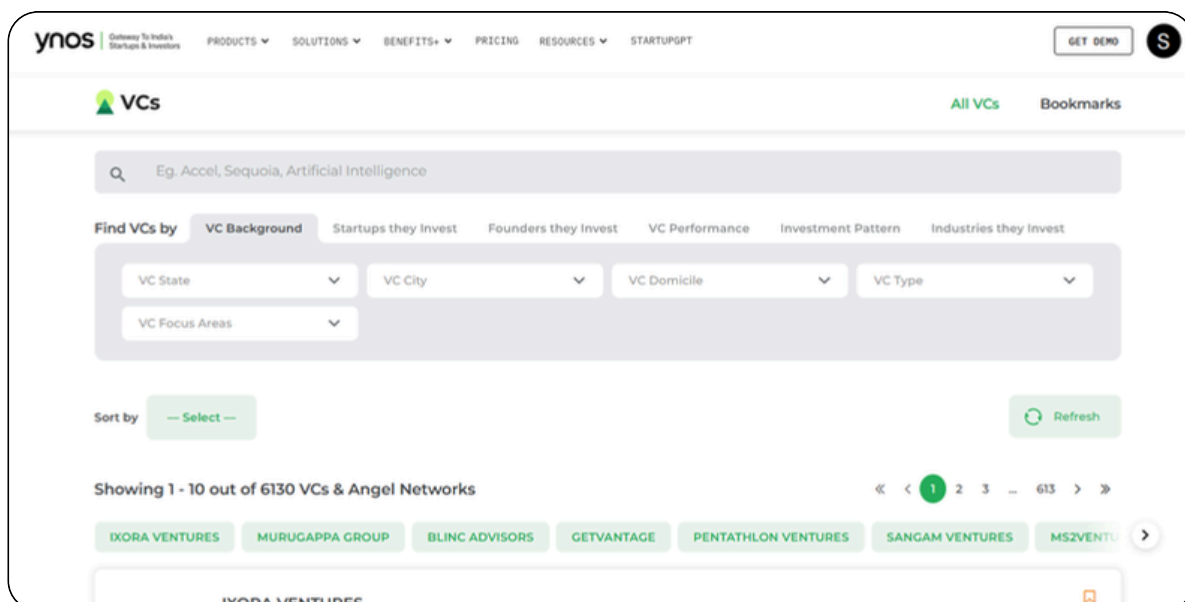 ynos Gateway To India's
Startups & Investors
PRODUCTS SOLUTIONS BENEFITS+ PRICING RESOURCES STARTUPGPT GET DEMO S
VCs All VCs Bookmarks
Eg. Accel, Sequoia, Artificial Intelligence
Find VCs by VC Background Startups they Invest Founders they Invest VC Performance Investment Pattern Industries they Invest
VC State VC City VC Domicile VC Type
VC Focus Areas
Sort by — Select — Refresh
Showing 1 - 10 out of 6130 VCs & Angel Networks « < 1 2 3 ... 613 > »
IXORA VENTURES MURUGAPPA GROUP BLINC ADVISORS GETVANTAGE PENTATHLON VENTURES SANGAM VENTURES MS2VENTU >
IXORA VENTURES